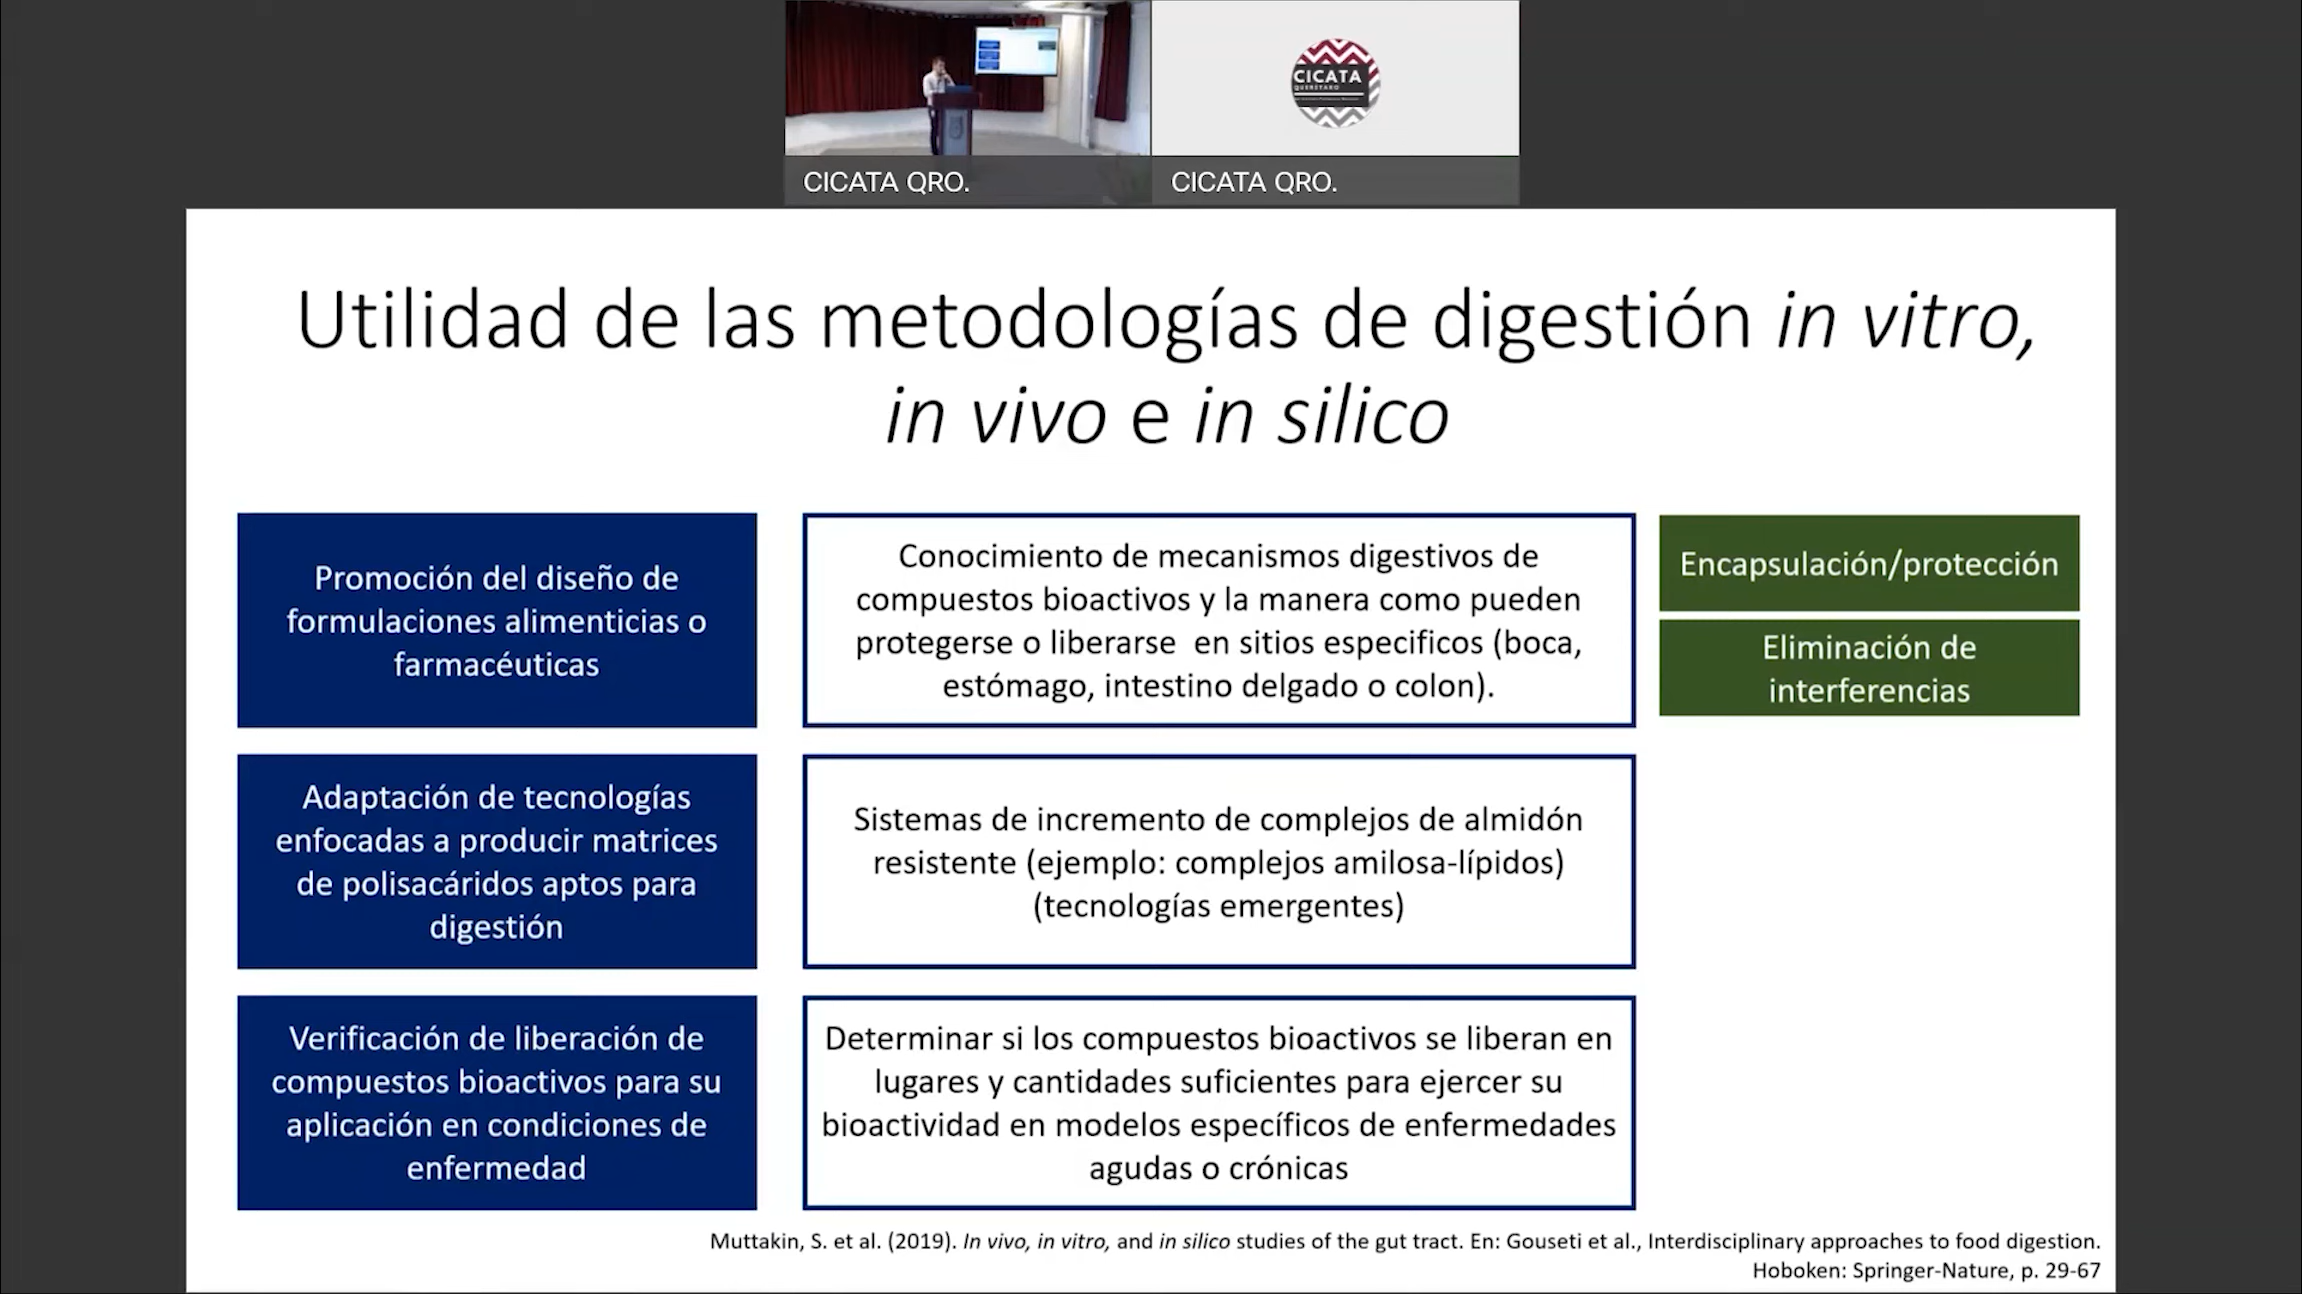 CICATA
QUERÉTARO
CICATA QRO.
CICATA QRO.
Utilidad de las metodologías de digestión in vitro,
in vivo e in silico
Promoción del diseño de
formulaciones alimenticias o
farmacéuticas
Conocimiento de mecanismos digestivos de
compuestos bioactivos y la manera como pueden
protegerse o liberarse en sitios especificos (boca,
estómago, intestino delgado o colon).
Encapsulación/protección
Eliminación de
interferencias
Adaptación de tecnologías
enfocadas a producir matrices
de polisacáridos aptos para
digestión
Sistemas de incremento de complejos de almidón
resistente (ejemplo: complejos amilosa-lípidos)
(tecnologías emergentes)
Verificación de liberación de
compuestos bioactivos para su
aplicación en condiciones de
enfermedad
Determinar si los compuestos bioactivos se liberan en
lugares y cantidades suficientes para ejercer su
bioactividad en modelos específicos de enfermedades
agudas o crónicas
Muttakin, S. et al. (2019). In vivo, in vitro, and in silico studies of the gut tract. En: Gouseti et al., Interdisciplinary approaches to food digestion.
Hoboken: Springer-Nature, p. 29-67